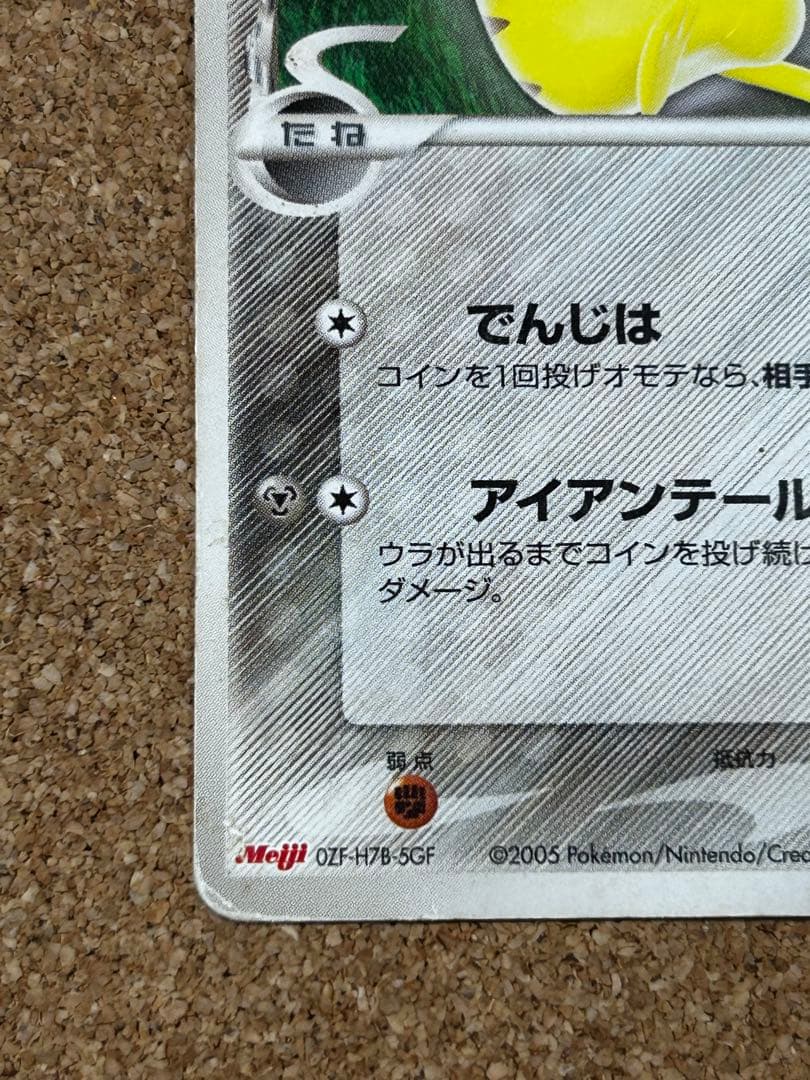 たね
でんじは
コインを1回投げオモテなら、相手
アイアンテール
ウラが出るまでコインを投げ続け
ダメージ。
弱点 抵抗力
Meiji 0ZF-H7B-5GF ©2005 Pokémon/Nintendo/Crea